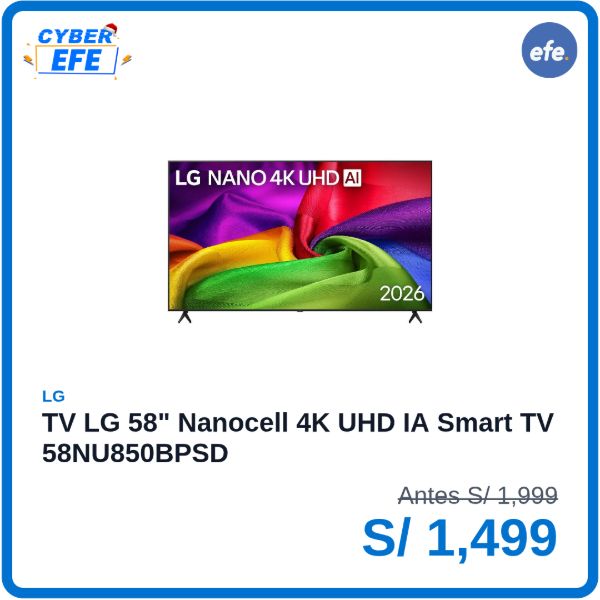 CYBER
EFE
efe.
LG NANO 4K UHD AI
2026
LG
TV LG 58" Nanocell 4K UHD IA Smart TV
58NU850BPSD
Antes S/ 1,999
S/ 1,499